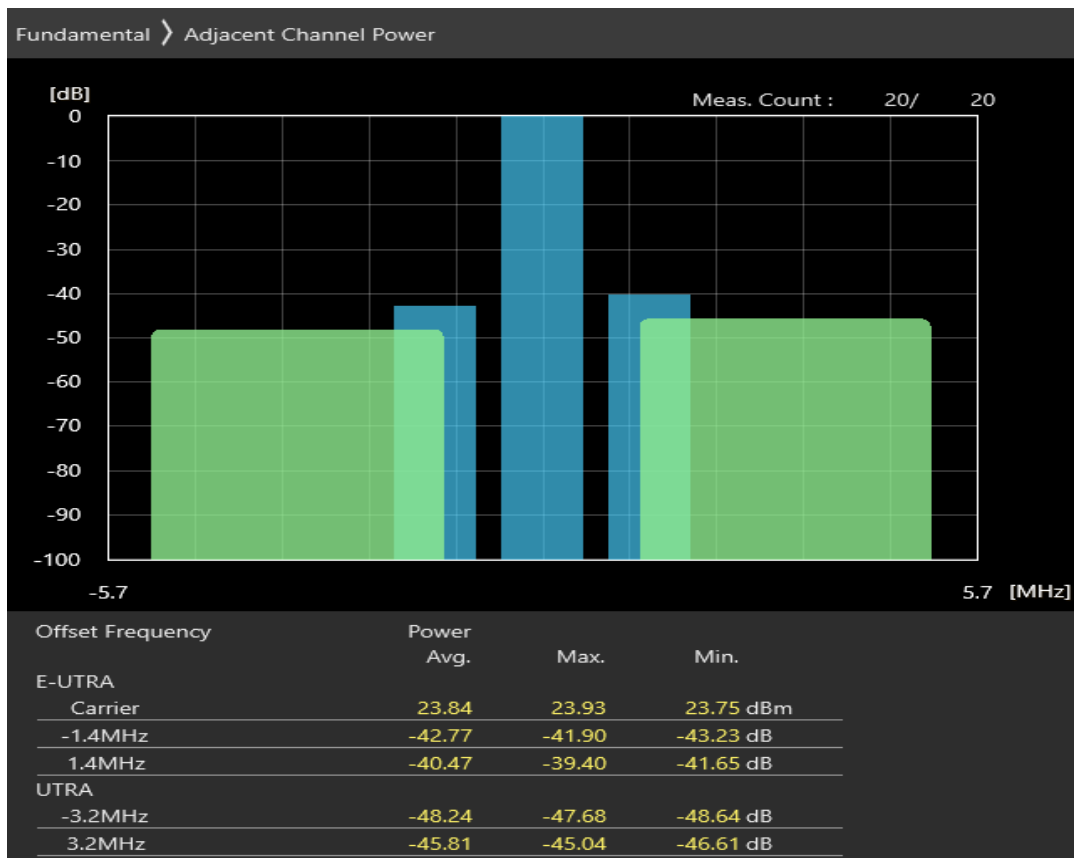 Fundamental 〉 Adjacent Channel Power
[dB]
Meas. Count : 20/ 20
0
-10
-20
-30
-40
-50
-60
-70
-80
-90
-100
-5.7 5.7 [MHz]
Offset Frequency Power
Avg. Max. Min.
E-UTRA
Carrier 23.84 23.93 23.75 dBm
-1.4MHz -42.77 -41.90 -43.23 dB
1.4MHz -40.47 -39.40 -41.65 dB
UTRA
-3.2MHz -48.24 -47.68 -48.64 dB
3.2MHz -45.81 -45.04 -46.61 dB